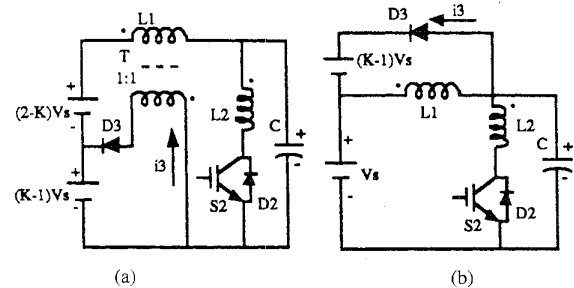 L1
T
1:1
+
(2-K)Vs
-
D3
+
(K-1)Vs
-
i3
L2
C
+
-
S2
D2
(a)
D3
i3
+
(K-1)Vs
-
L1
L2
C
+
-
+
Vs
-
S2
D2
(b)